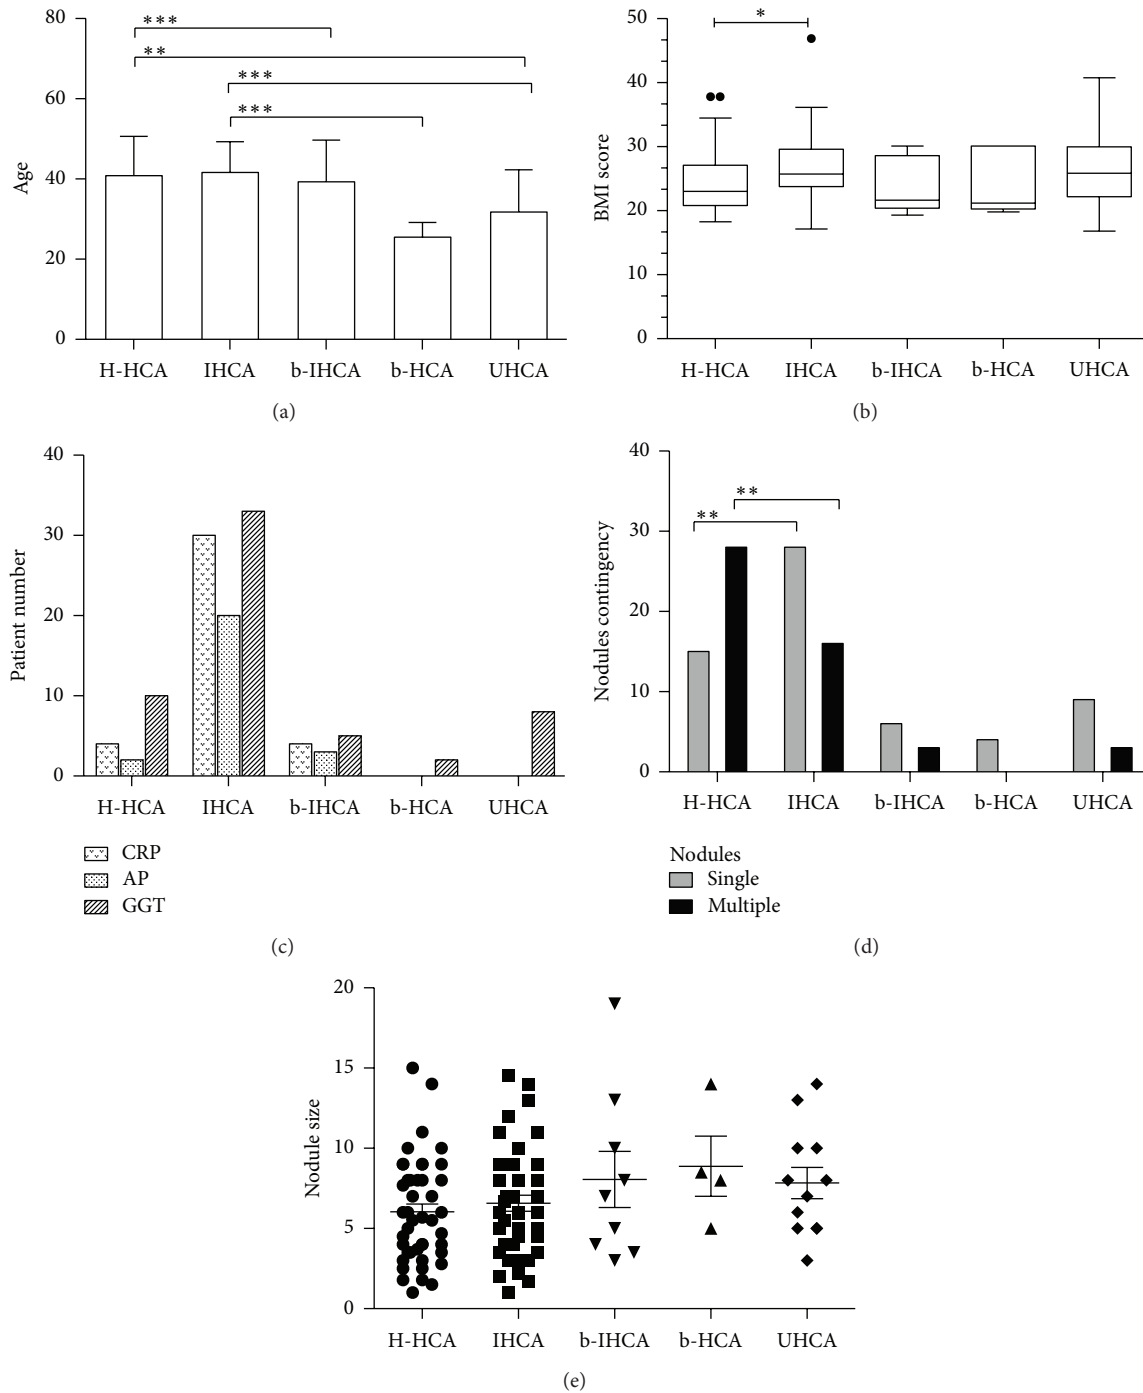 80
60
40
20
0
Age
***
**
***
***
H-HCA IHCA b-IHCA b-HCA UHCA
(a)
50
40
30
20
10
0
BMI score
*
H-HCA IHCA b-IHCA b-HCA UHCA
(b)
40
30
20
10
0
Patient number
H-HCA IHCA b-IHCA b-HCA UHCA
CRP
AP
GGT
(c)
40
30
20
10
0
Nodules contingency
**
**
H-HCA IHCA b-IHCA b-HCA UHCA
Nodules
Single
Multiple
(d)
20
15
10
5
0
Nodule size
H-HCA IHCA b-IHCA b-HCA UHCA
(e)